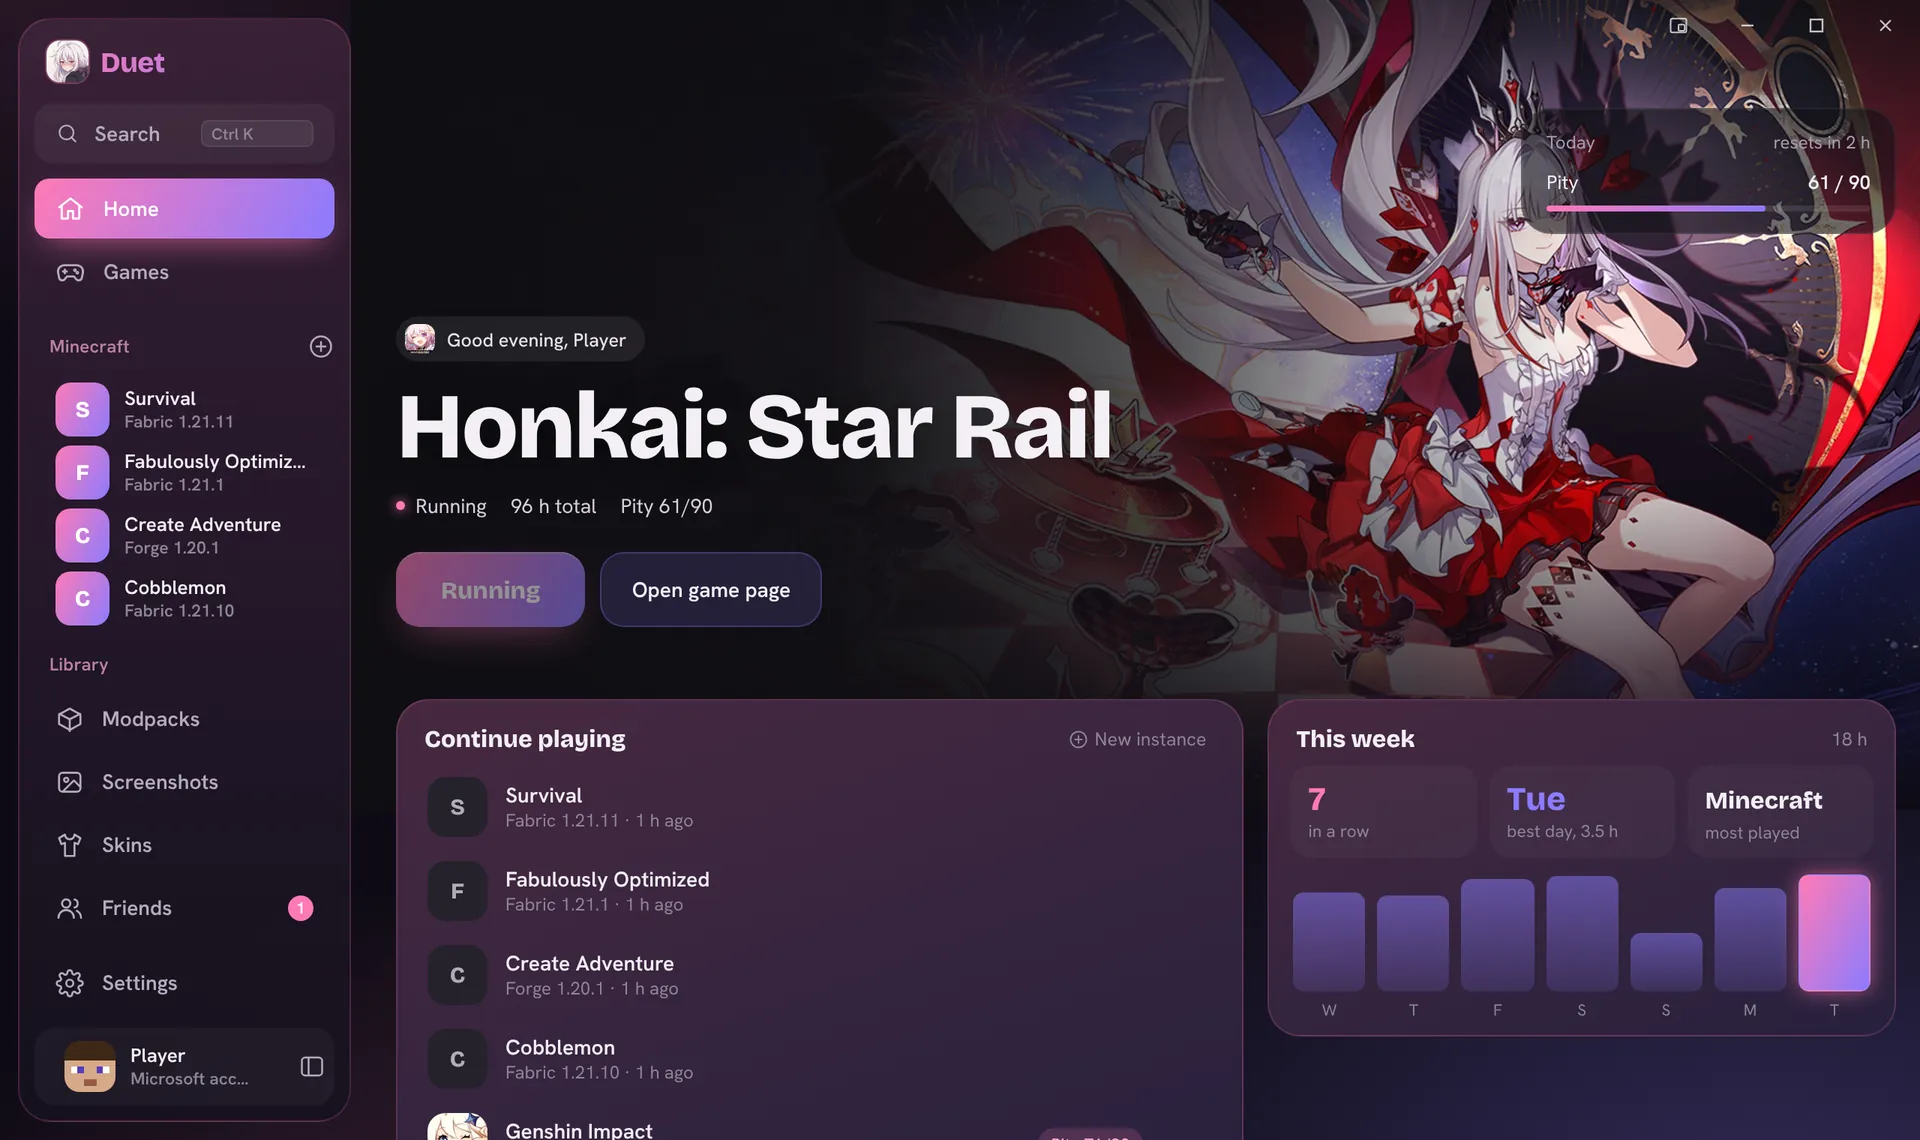 Duet
Search
Ctrl K
Home
Games
Minecraft
S
Survival
Fabric 1.21.11
F
Fabulously Optimiz...
Fabric 1.21.1
C
Create Adventure
Forge 1.20.1
C
Cobblemon
Fabric 1.21.10
Library
Modpacks
Screenshots
Skins
Friends
1
Settings
Player
Microsoft acc...
Today
resets in 2 h
Pity
61 / 90
Good evening, Player
Honkai: Star Rail
Running
96 h total
Pity 61/90
Running
Open game page
Continue playing
New instance
S
Survival
Fabric 1.21.11 · 1 h ago
F
Fabulously Optimized
Fabric 1.21.1 · 1 h ago
C
Create Adventure
Forge 1.20.1 · 1 h ago
C
Cobblemon
Fabric 1.21.10 · 1 h ago
Genshin Impact
This week
18 h
7
in a row
Tue
best day, 3.5 h
Minecraft
most played
W
T
F
S
S
M
T